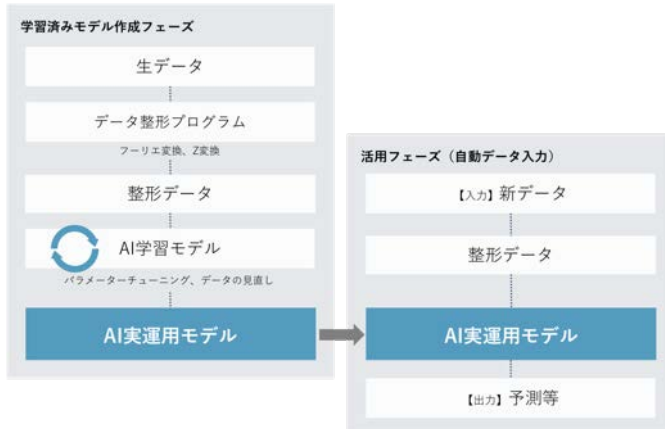 学習済みモデル作成フェーズ
生データ
データ整形プログラム
フーリエ変換、Z変換
整形データ
AI学習モデル
パラメーターチューニング、データの見直し
AI実運用モデル
活用フェーズ（自動データ入力）
【入力】新データ
整形データ
AI実運用モデル
【出力】予測等